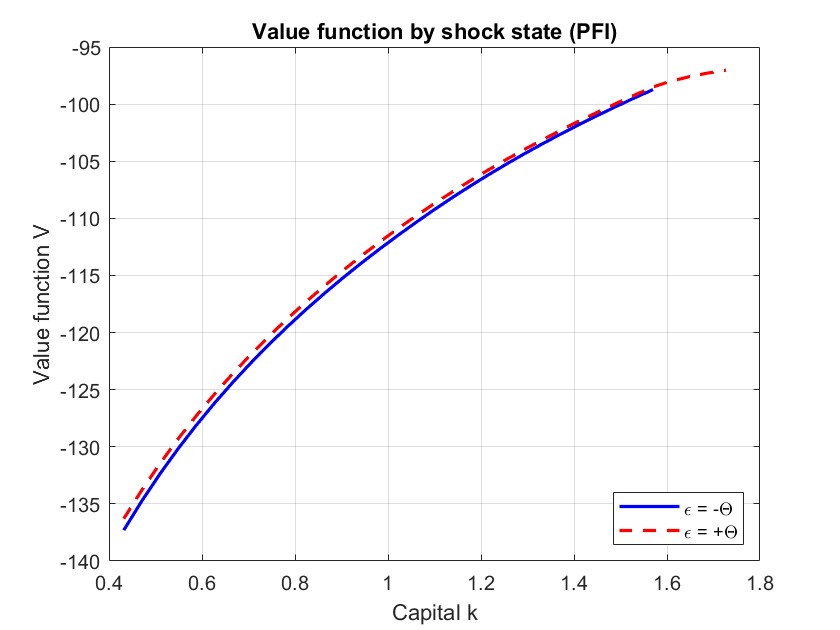 Value function by shock state (PFI)
Value function V
-95
-100
-105
-110
-115
-120
-125
-130
-135
-140
0.4 0.6 0.8 1 1.2 1.4 1.6 1.8
Capital k
ϵ = -Θ
ϵ = +Θ